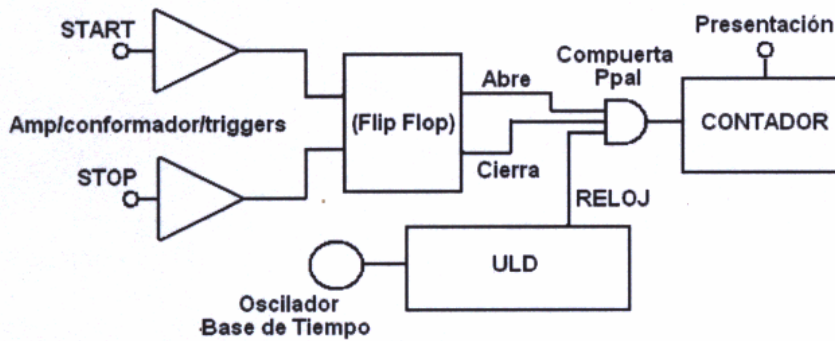 START
Amp/conformador/triggers
STOP
(Flip Flop)
Abre
Cierra
Compuerta
Ppal
Presentación
CONTADOR
RELOJ
ULD
Oscilador
Base de Tiempo